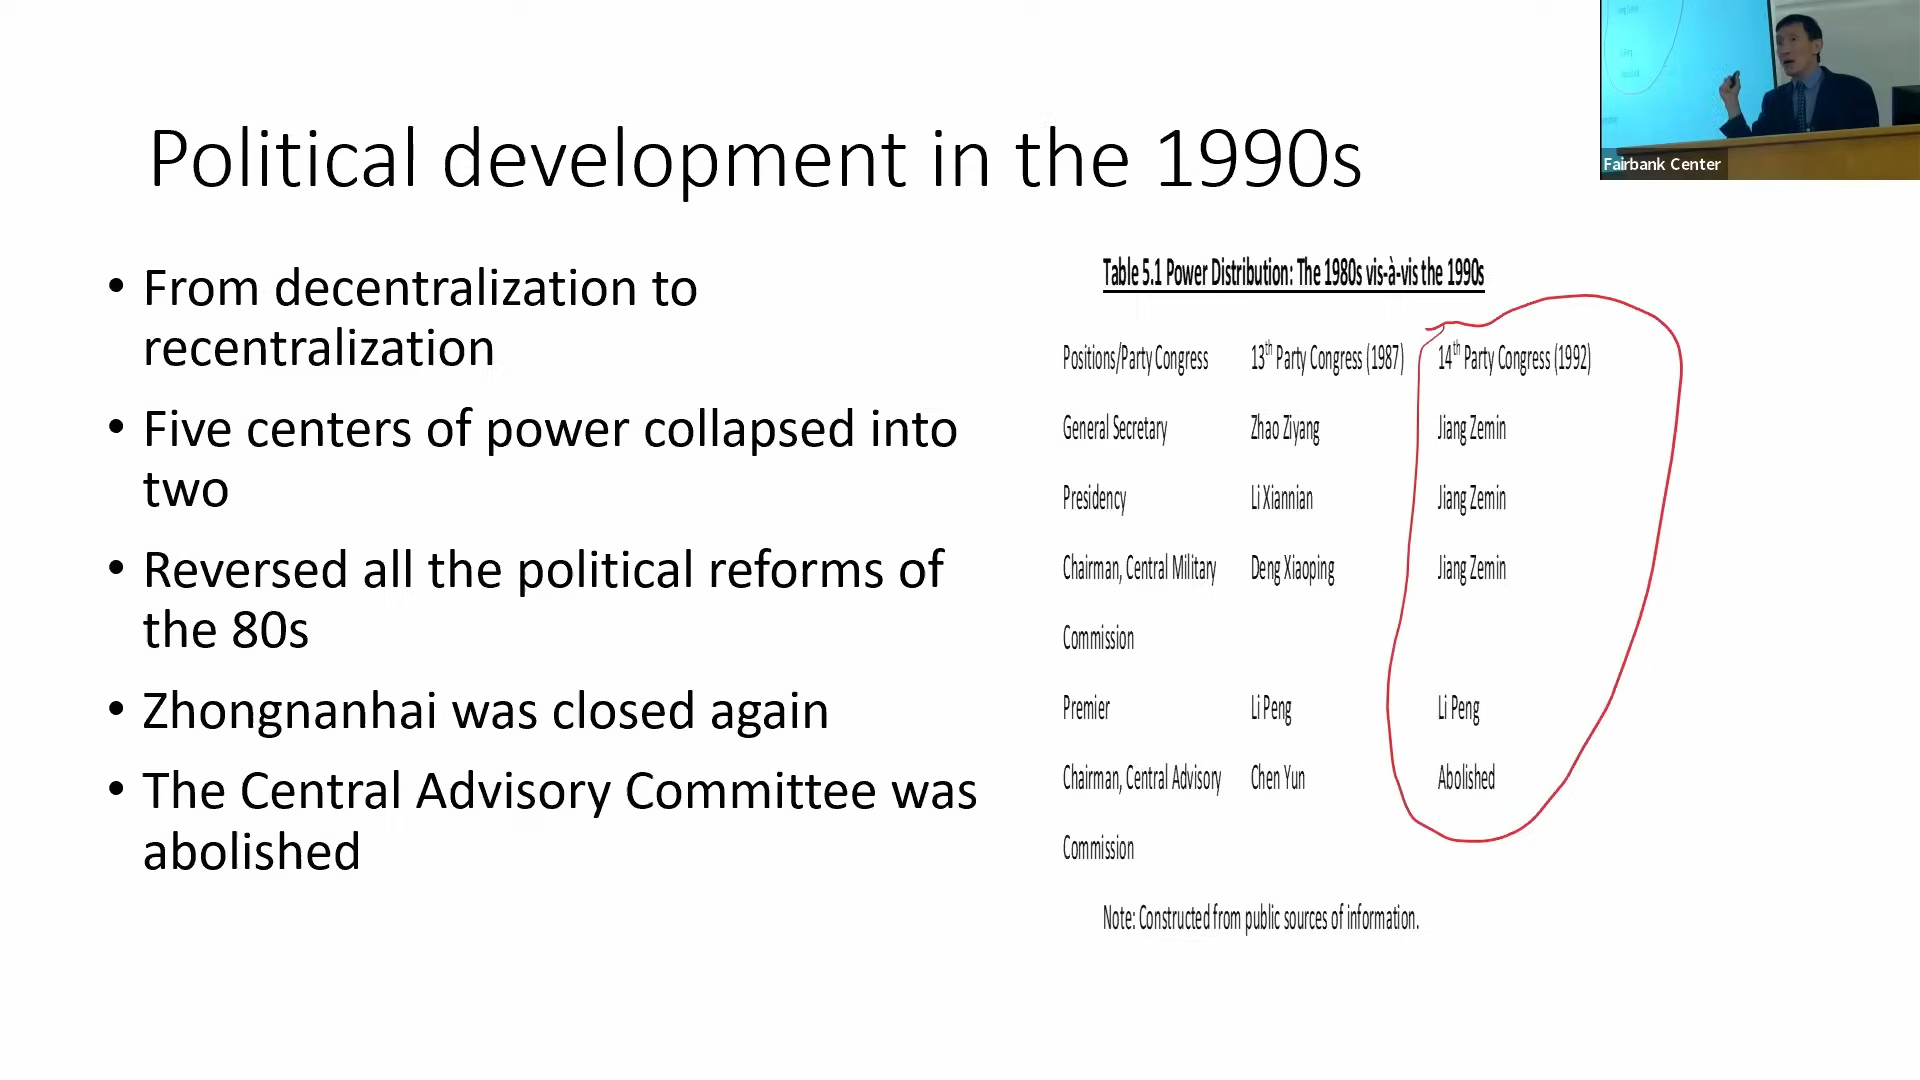 Political development in the 1990s
• From decentralization to
recentralization
• Five centers of power collapsed into
two
• Reversed all the political reforms of
the 80s
• Zhongnanhai was closed again
• The Central Advisory Committee was
abolished
Table 5.1 Power Distribution: The 1980s vis-à-vis the 1990s
Positions/Party Congress 13th Party Congress (1987) 14th Party Congress (1992)
General Secretary Zhao Ziyang Jiang Zemin
Presidency Li Xiannian Jiang Zemin
Chairman, Central Military Deng Xiaoping Jiang Zemin
Commission
Premier Li Peng Li Peng
Chairman, Central Advisory Chen Yun Abolished
Commission
Note: Constructed from public sources of information.
Fairbank Center